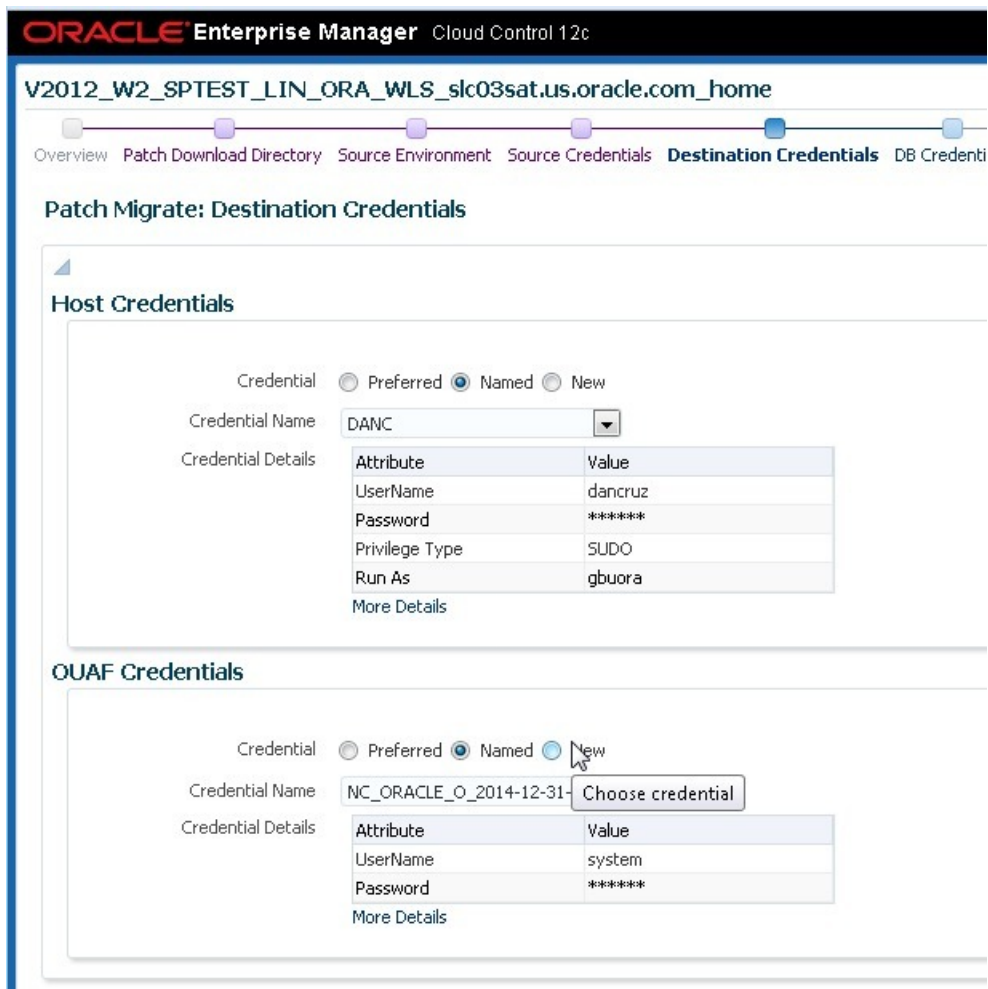 ORACLE Enterprise Manager Cloud Control 12c
V2012_W2_SPTEST_LIN_ORA_WLS_slc03sat.us.oracle.com_home
Overview Patch Download Directory Source Environment Source Credentials Destination Credentials DB Credenti
Patch Migrate: Destination Credentials
Host Credentials
Credential Preferred Named New
Credential Name DANC
Credential Details Attribute Value
UserName dancruz
Password ******
Privilege Type SUDO
Run As gbuora
More Details
OUAF Credentials
Credential Preferred Named New
Credential Name NC_ORACLE_O_2014-12-31- Choose credential
Credential Details Attribute Value
UserName system
Password ******
More Details